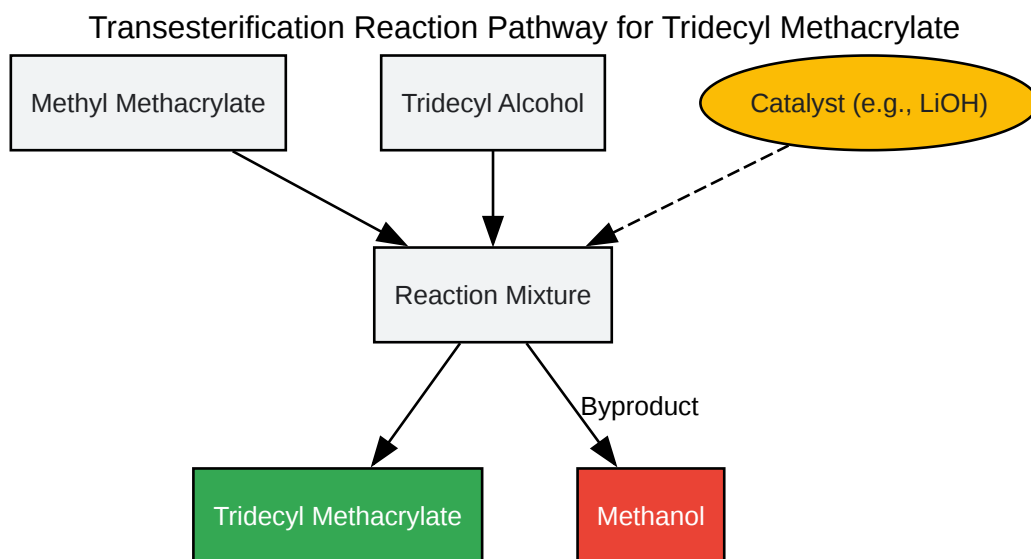 Transesterification Reaction Pathway for Tridecyl Methacrylate
Methyl Methacrylate
Tridecyl Alcohol
Catalyst (e.g., LiOH)
Reaction Mixture
Byproduct
Tridecyl Methacrylate
Methanol